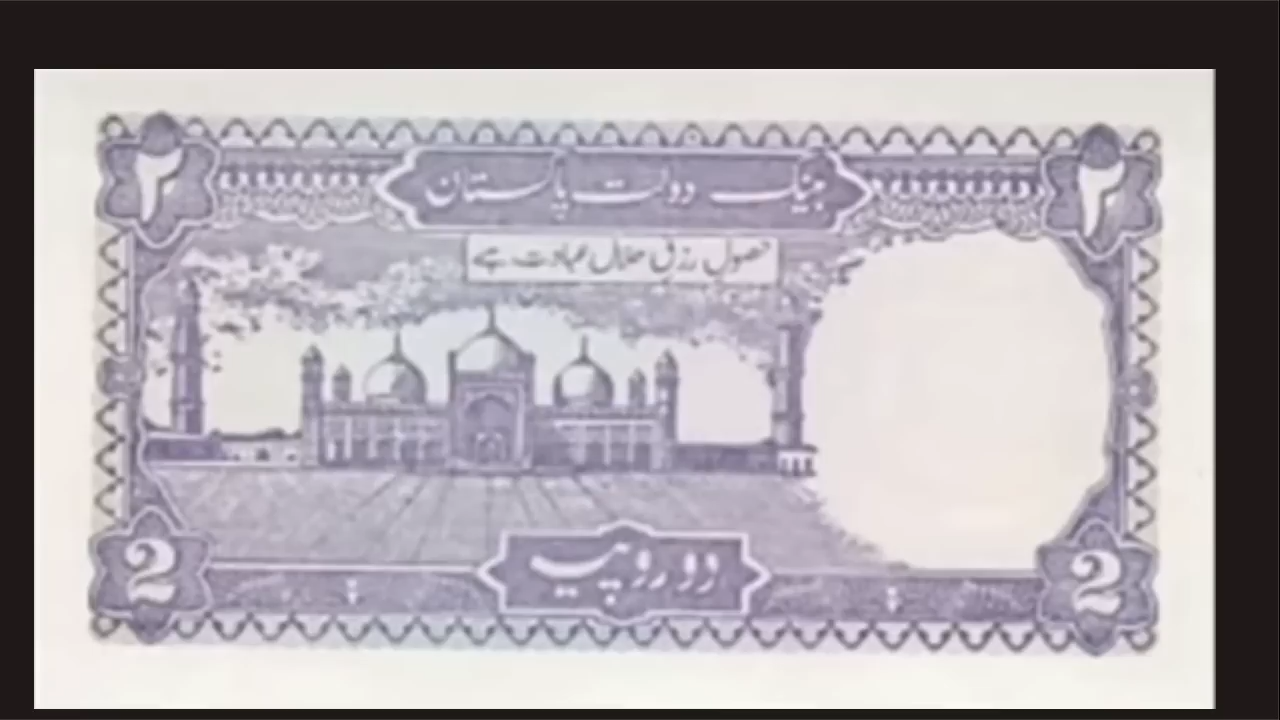 ۲ ۲
بینک دولت پاکستان
حصولِ رزقِ حلال عبادت ہے
2 دو روپیہ 2